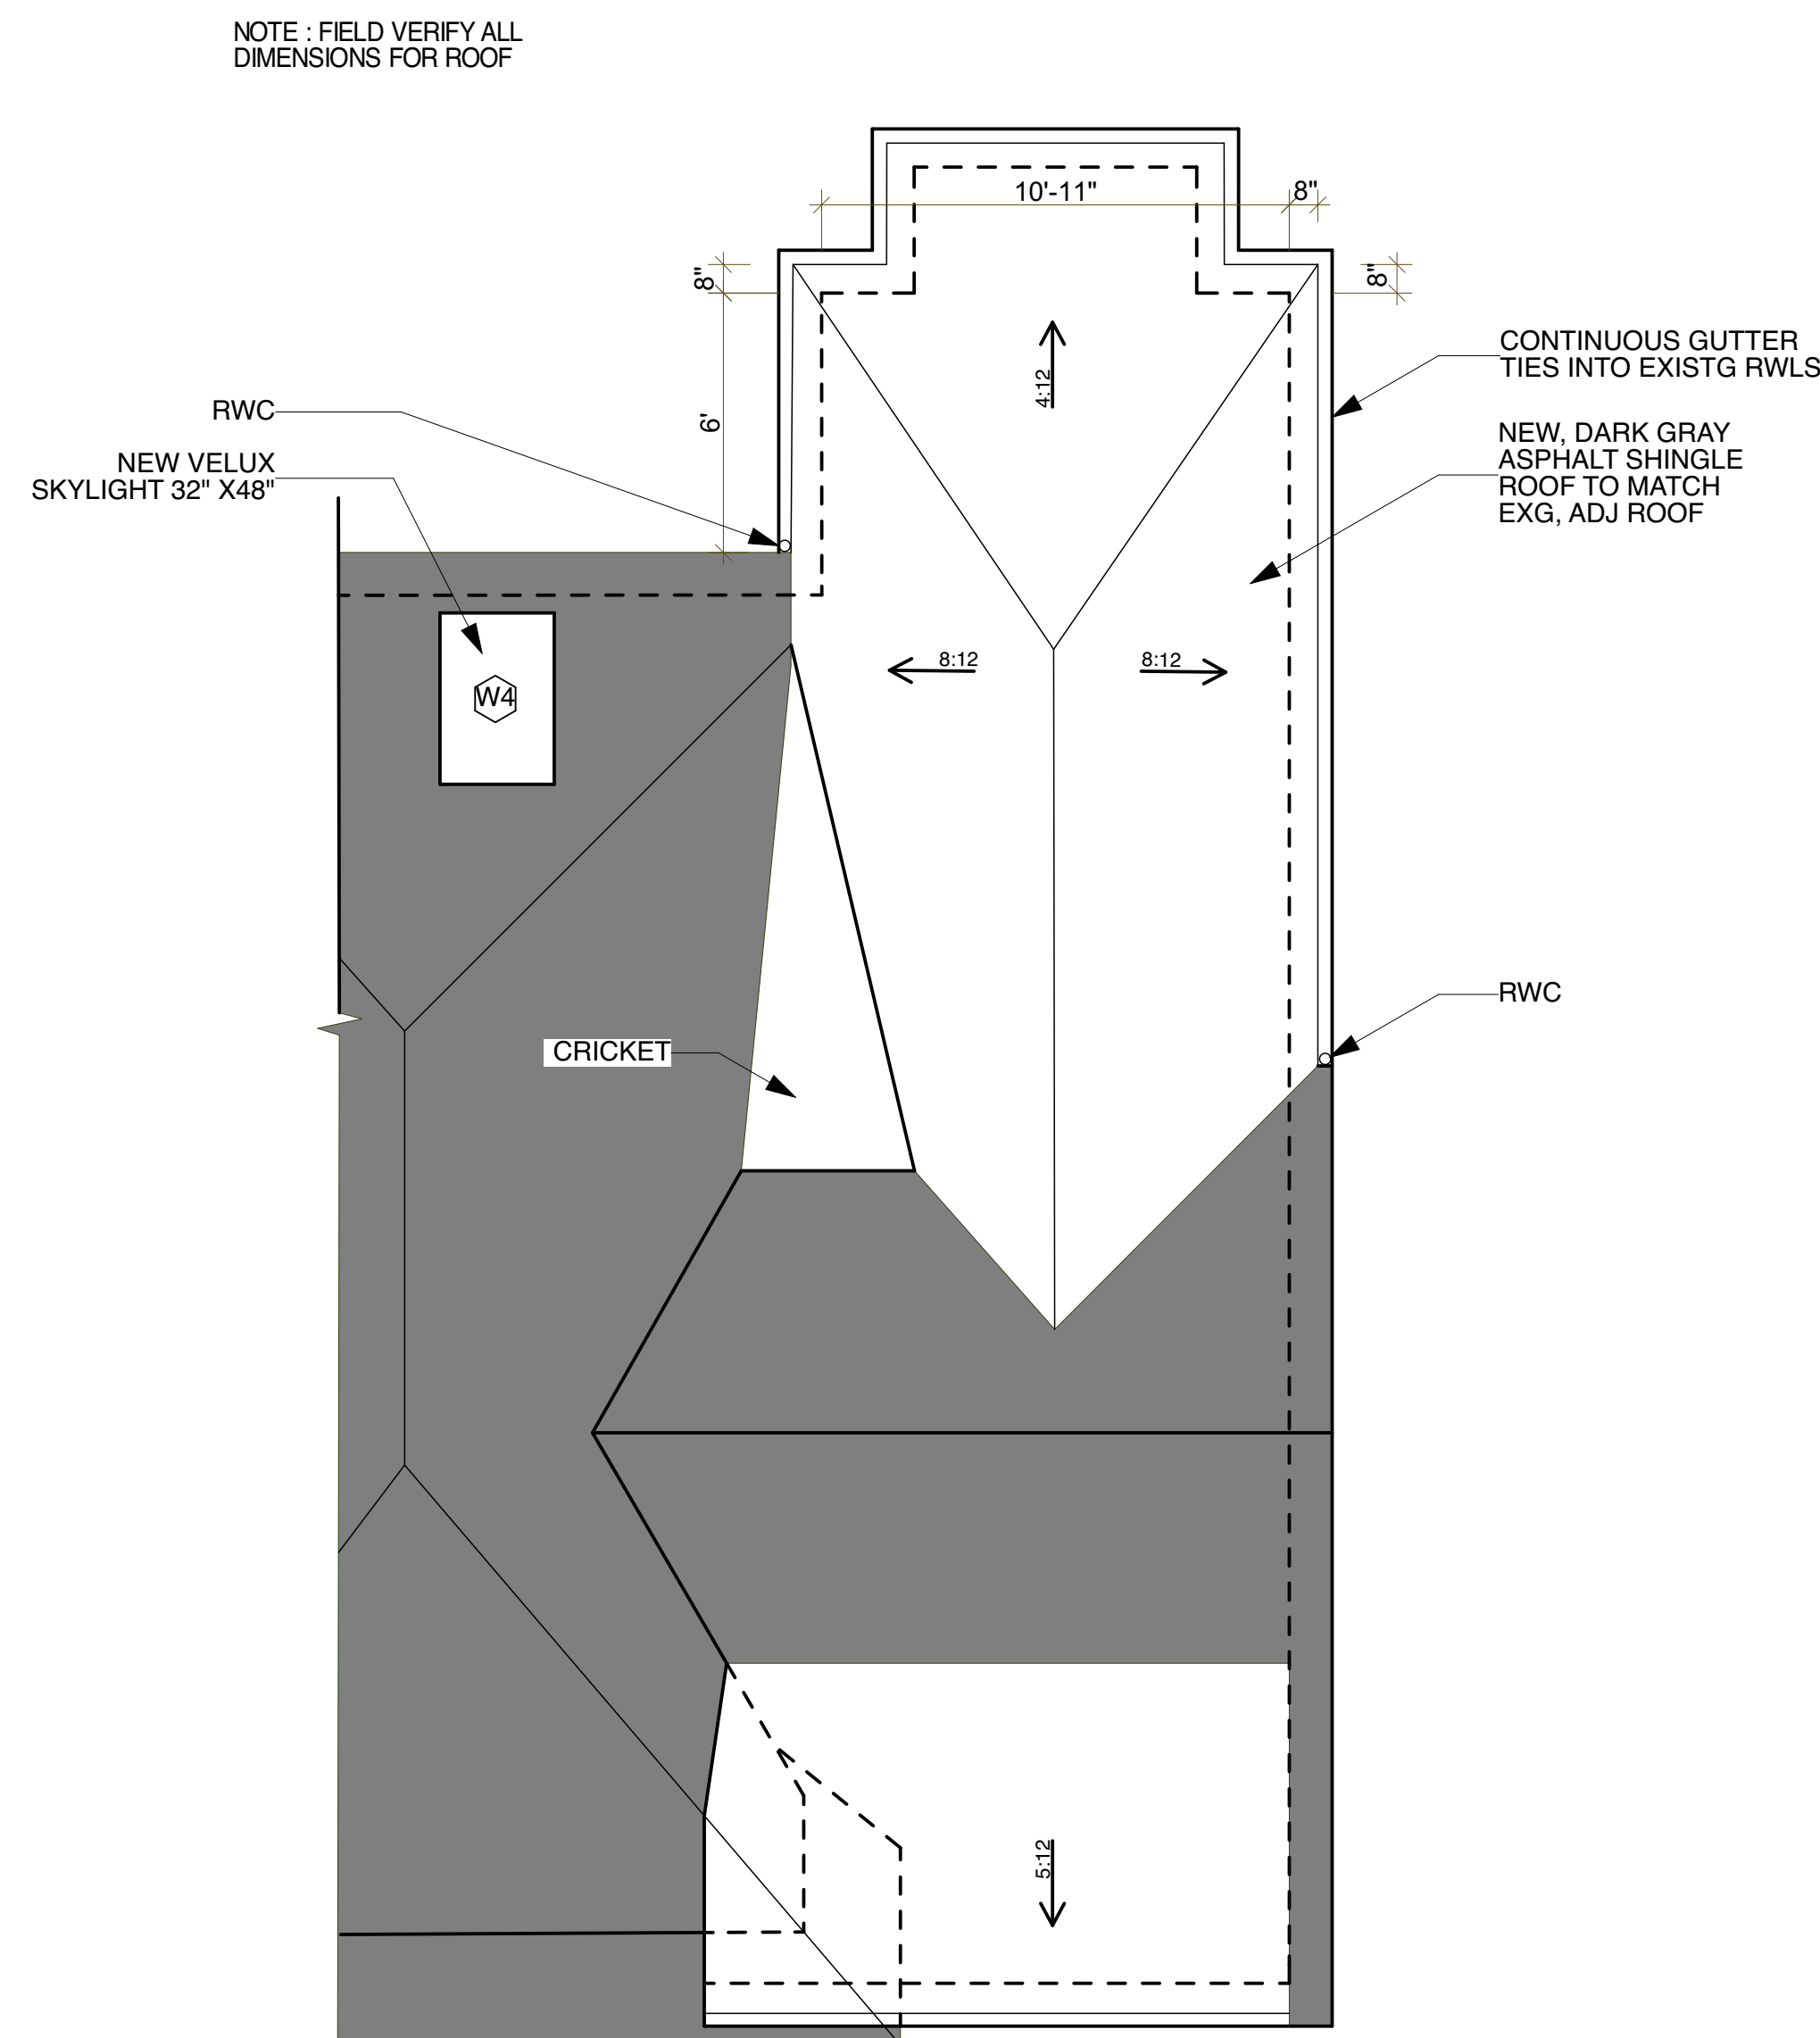 NOTE : FIELD VERIFY ALL
DIMENSIONS FOR ROOF
10'-11"
8"
8"
8"
6'
4:12
CONTINUOUS GUTTER
TIES INTO EXISTG RWLS
RWC
NEW, DARK GRAY
ASPHALT SHINGLE
ROOF TO MATCH
EXG, ADJ ROOF
NEW VELUX
SKYLIGHT 32" X48"
8:12
8:12
W4
RWC
CRICKET
5:12